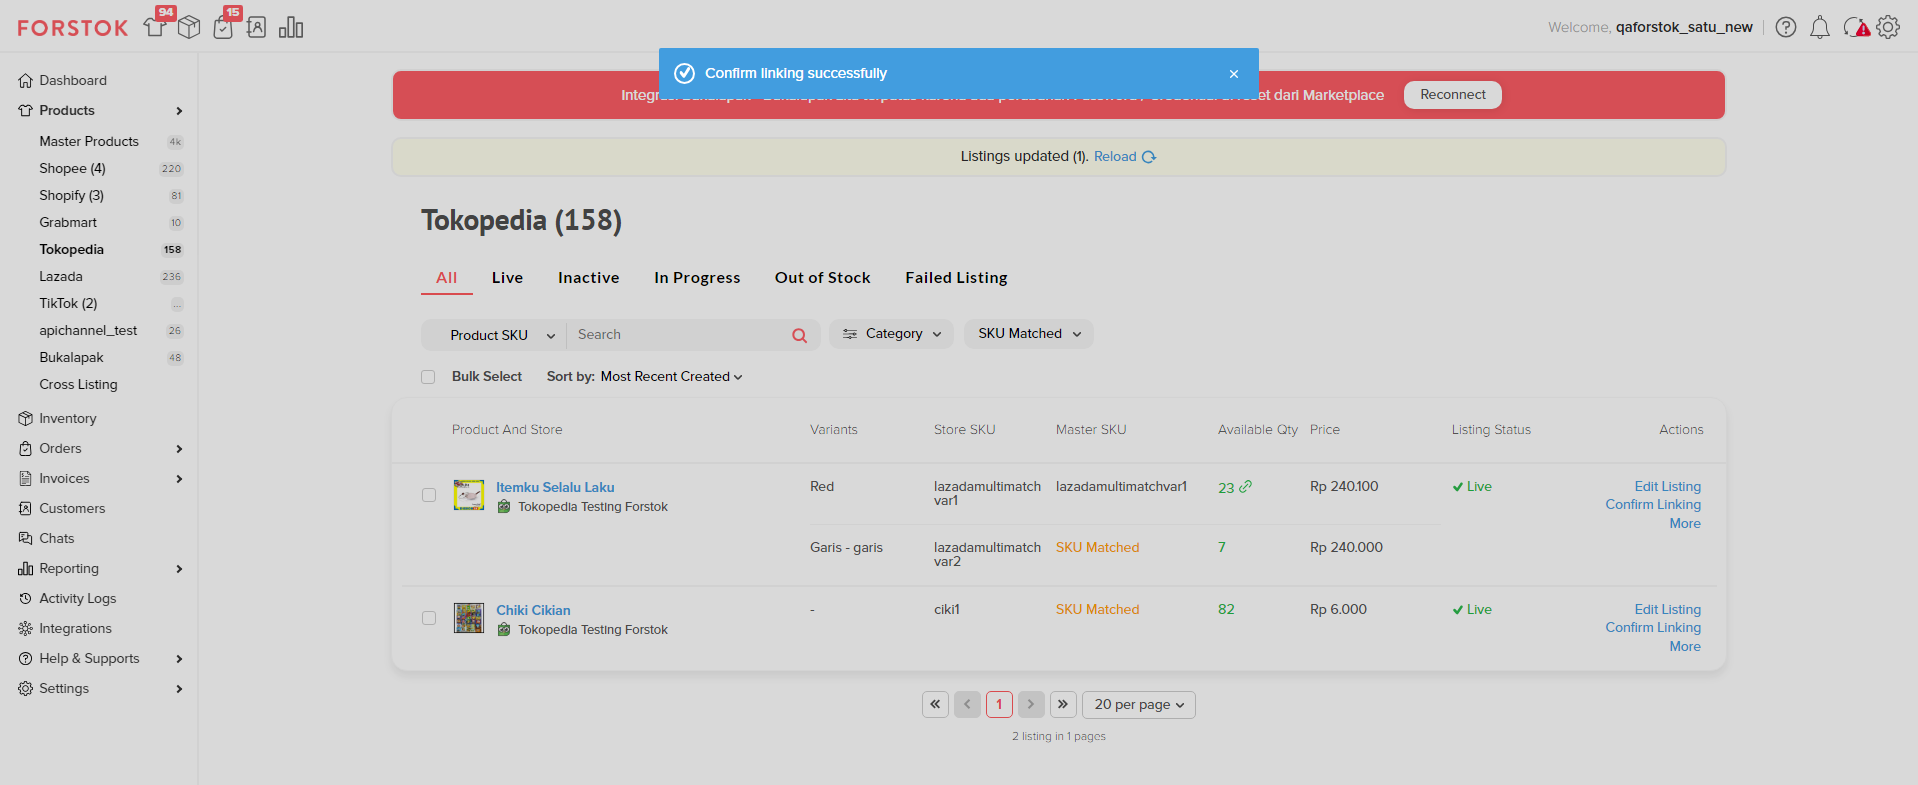 FORSTOK
94
15
Welcome, qaforstok_satu_new
Confirm linking successfully
Reconnect
Listings updated (1). Reload
Dashboard
Products
Master Products 4k
Shopee (4) 220
Shopify (3) 81
Grabmart 10
Tokopedia 158
Lazada 236
TikTok (2) ...
apichannel_test 26
Bukalapak 48
Cross Listing
Inventory
Orders
Invoices
Customers
Chats
Reporting
Activity Logs
Integrations
Help & Supports
Settings
Tokopedia (158)
All Live Inactive In Progress Out of Stock Failed Listing
Product SKU Search Category SKU Matched
Bulk Select Sort by: Most Recent Created
Product And Store Variants Store SKU Master SKU Available Qty Price Listing Status Actions
Itemku Selalu Laku
Tokopedia Testing Forstok
Red lazadamultimatch
var1
lazadamultimatchvar1 23 Rp 240.100 Live
Edit Listing
Confirm Linking
More
Garis - garis lazadamultimatch
var2
SKU Matched 7 Rp 240.000
Chiki Cikian
Tokopedia Testing Forstok
- ciki1 SKU Matched 82 Rp 6.000 Live
Edit Listing
Confirm Linking
More
« < 1 > » 20 per page
2 listing in 1 pages